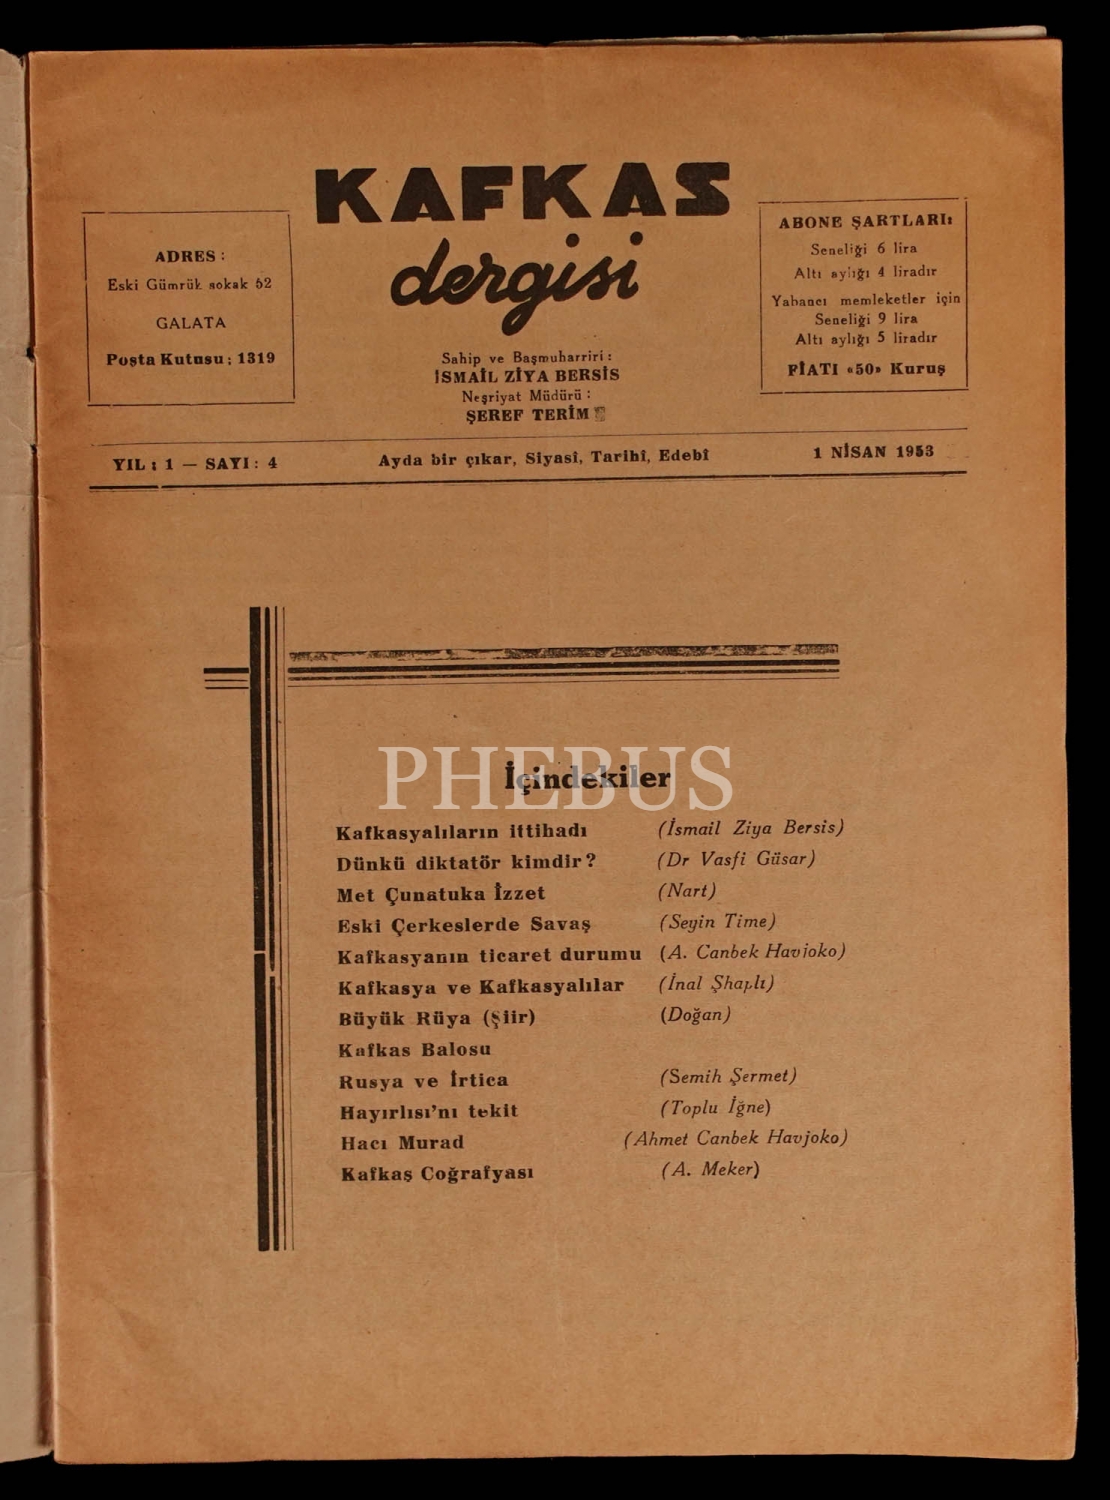 KAFKAS
dergisi
ADRES :
Eski Gümrük sokak 52
GALATA
Posta Kutusu : 1319
Sahip ve Başmuharriri :
İSMAİL ZİYA BERSİS
Neşriyat Müdürü :
ŞEREF TERİM
ABONE ŞARTLARI:
Seneliği 6 lira
Altı aylığı 4 liradır
Yabancı memleketler için
Seneliği 9 lira
Altı aylığı 5 liradır
FİATI «50» Kuruş
YIL : 1 — SAYI : 4 Ayda bir çıkar, Siyasî, Tarihî, Edebî 1 NİSAN 1953
PHEBUS
İçindekiler
Kafkasyalıların ittihadı (İsmail Ziya Bersis)
Dünkü diktatör kimdir? (Dr Vasfi Güsar)
Met Çunatuka İzzet (Nart)
Eski Çerkeslerde Savaş (Seyin Time)
Kafkasyanın ticaret durumu (A. Canbek Havjoko)
Kafkasya ve Kafkasyalılar (İnal Şhaplı)
Büyük Rüya (Şiir) (Doğan)
Kafkas Balosu
Rusya ve İrtica (Semih Şermet)
Hayırlısı'nı tekit (Toplu İğne)
Hacı Murad (Ahmet Canbek Havjoko)
Kafkaş Coğrafyası (A. Meker)